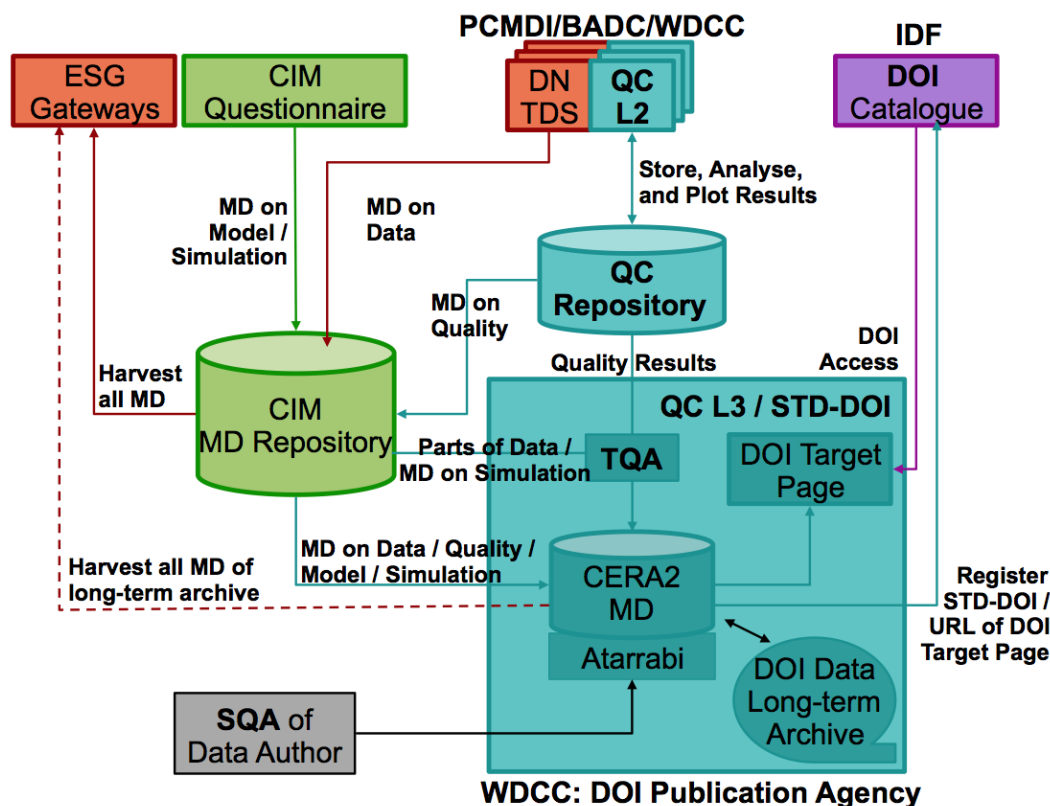 PCMDI/BADC/WDCC
IDF
ESG
Gateways
CIM
Questionnaire
DN
TDS
QC
L2
DOI
Catalogue
Store, Analyse,
and Plot Results
MD on
Model /
Simulation
MD on
Data
QC
Repository
MD on
Quality
DOI
Access
Harvest
all MD
Quality Results
CIM
MD Repository
QC L3 / STD-DOI
Parts of Data /
MD on Simulation
TQA
DOI Target
Page
MD on Data / Quality /
Model / Simulation
Harvest all MD of
long-term archive
CERA2
MD
Register
STD-DOI /
URL of DOI
Target Page
Atarrabi
DOI Data
Long-term
Archive
SQA of
Data Author
WDCC: DOI Publication Agency